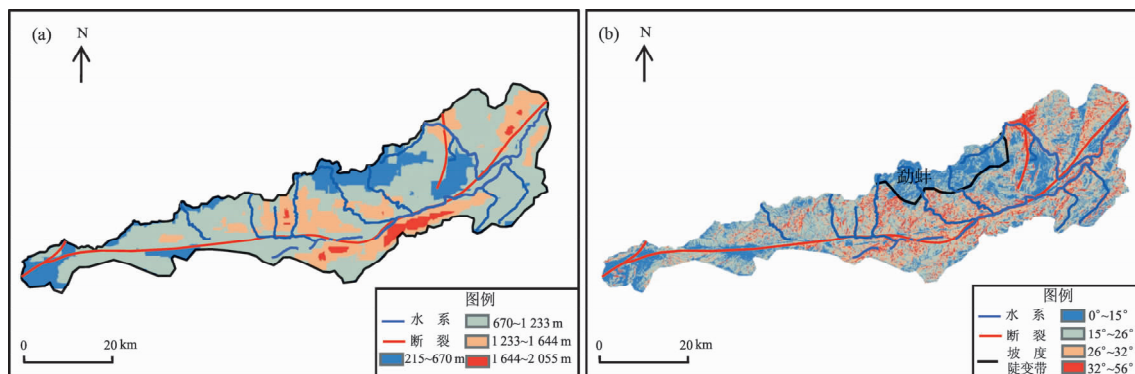 (a)
N
图例
水 系
670~1 233 m
断裂
1 233~1 644 m
215~670 m
1 644~2 055 m
0 20 km
(b)
N
勐蚌
图例
水 系
0°~15°
断裂
15°~26°
坡 度
陡变带
26°~32°
32°~56°
0 20 km